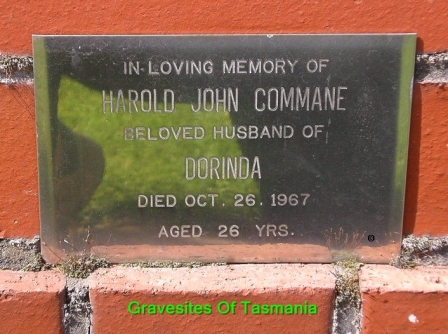 IN LOVING MEMORY OF
HAROLD JOHN COMMANE
BELOVED HUSBAND OF
DORINDA
DIED OCT. 26. 1967
AGED 26 YRS.
Gravesites Of Tasmania